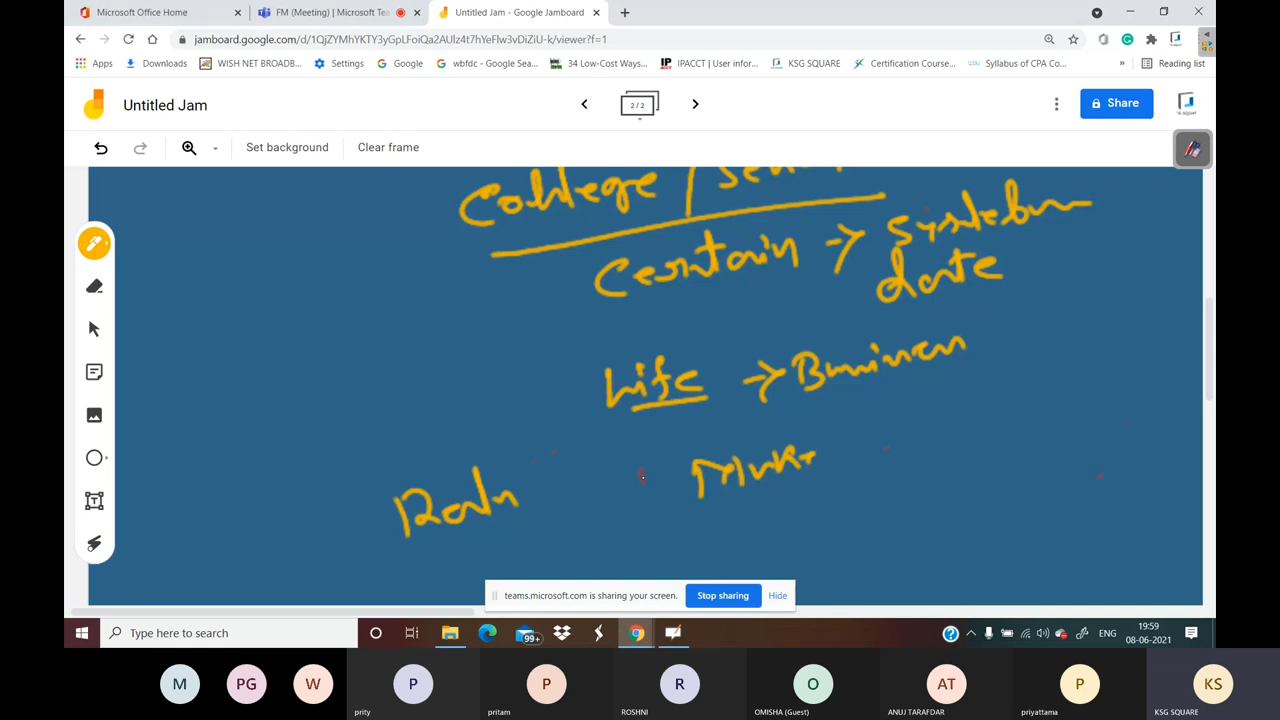 Microsoft Office Home
FM (Meeting) | Microsoft Tea
Untitled Jam - Google Jamboard
jamboard.google.com/d/1QjZYMhYKTY3yGpLFoiQa2AUlz4t7hYeFlw3vDiZiU-k/viewer?f=1
Apps Downloads WISH NET BROADB... Settings Google wbfdc - Google Sea... 34 Low-Cost Ways... IPACCT | User infor... KSG SQUARE Certification Course... Syllabus of CPA Co... » Reading list
Untitled Jam
2 / 2
Share
Set background Clear frame
College /
Certain → 
date
Life → Business
Teams.microsoft.com is sharing your screen. Stop sharing Hide
Type here to search
99+
ENG
19:59
08-06-2021
M PG W P P R O AT P KS
prity pritam ROSHNI OMISHA (Guest) ANUJ TARAFDAR priyattama KSG SQUARE